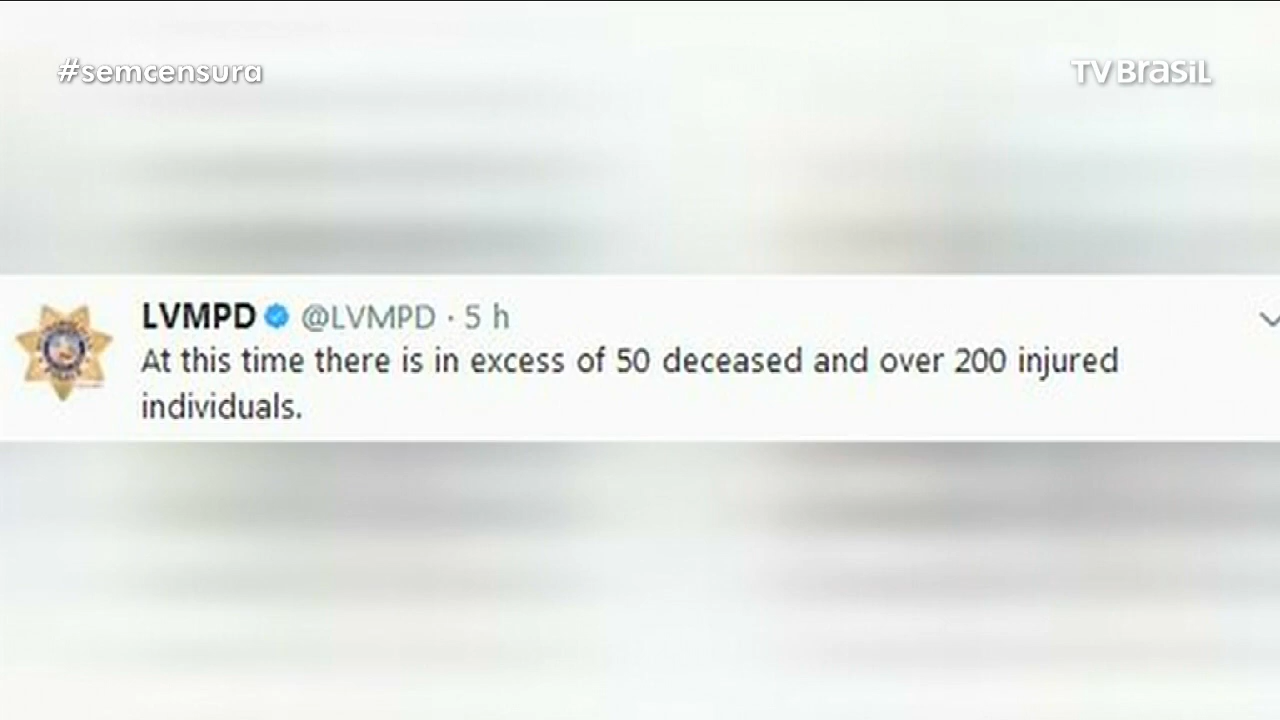 #semcensura
TV BRASIL
LVMPD @LVMPD · 5 h
At this time there is in excess of 50 deceased and over 200 injured
individuals.